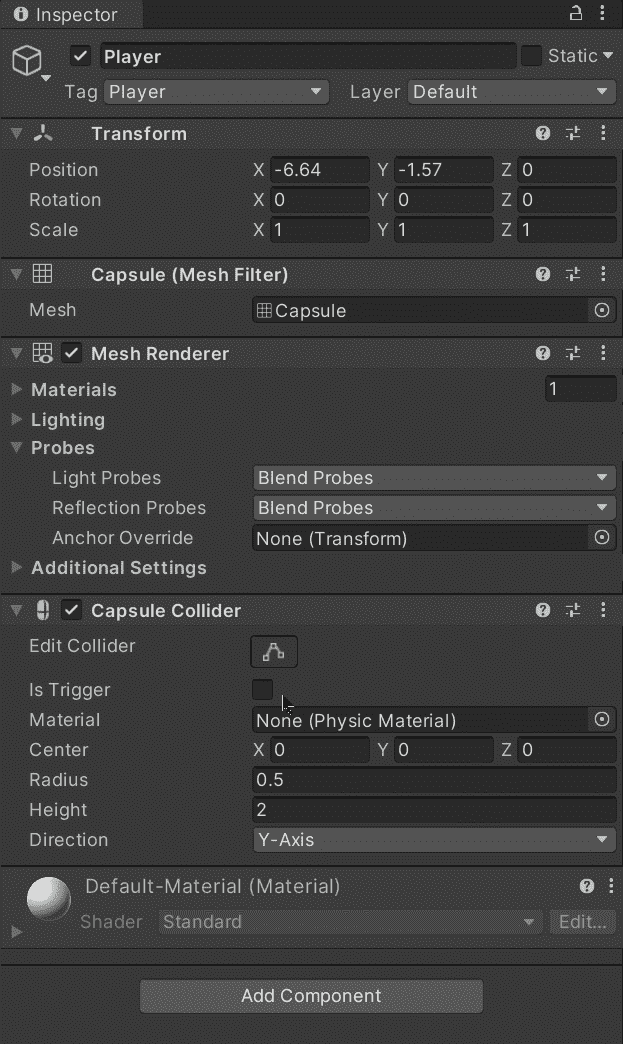 Inspector
Player Static
Tag Player Layer Default
Transform
Position X -6.64 Y -1.57 Z 0
Rotation X 0 Y 0 Z 0
Scale X 1 Y 1 Z 1
Capsule (Mesh Filter)
Mesh Capsule
Mesh Renderer
Materials 1
Lighting
Probes
Light Probes Blend Probes
Reflection Probes Blend Probes
Anchor Override None (Transform)
Additional Settings
Capsule Collider
Edit Collider
Is Trigger
Material None (Physic Material)
Center X 0 Y 0 Z 0
Radius 0.5
Height 2
Direction Y-Axis
Default-Material (Material)
Shader Standard Edit...
Add Component